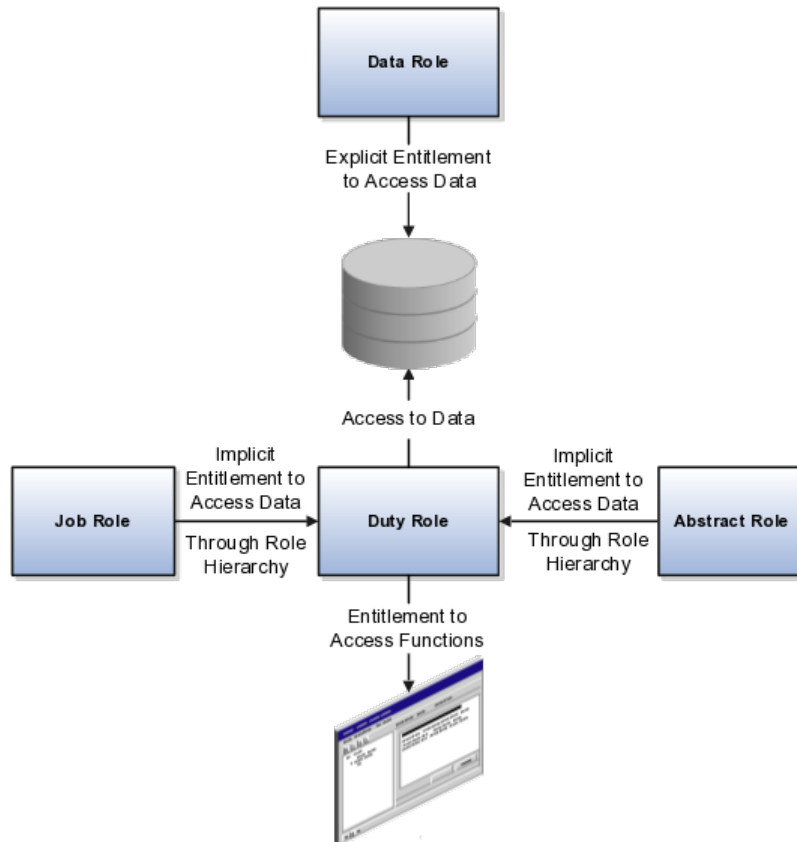 Data Role
Explicit Entitlement
to Access Data
Access to Data
Implicit
Entitlement to
Access Data
Through Role
Hierarchy
Implicit
Entitlement to
Access Data
Through Role
Hierarchy
Job Role
Duty Role
Abstract Role
Entitlement to
Access Functions